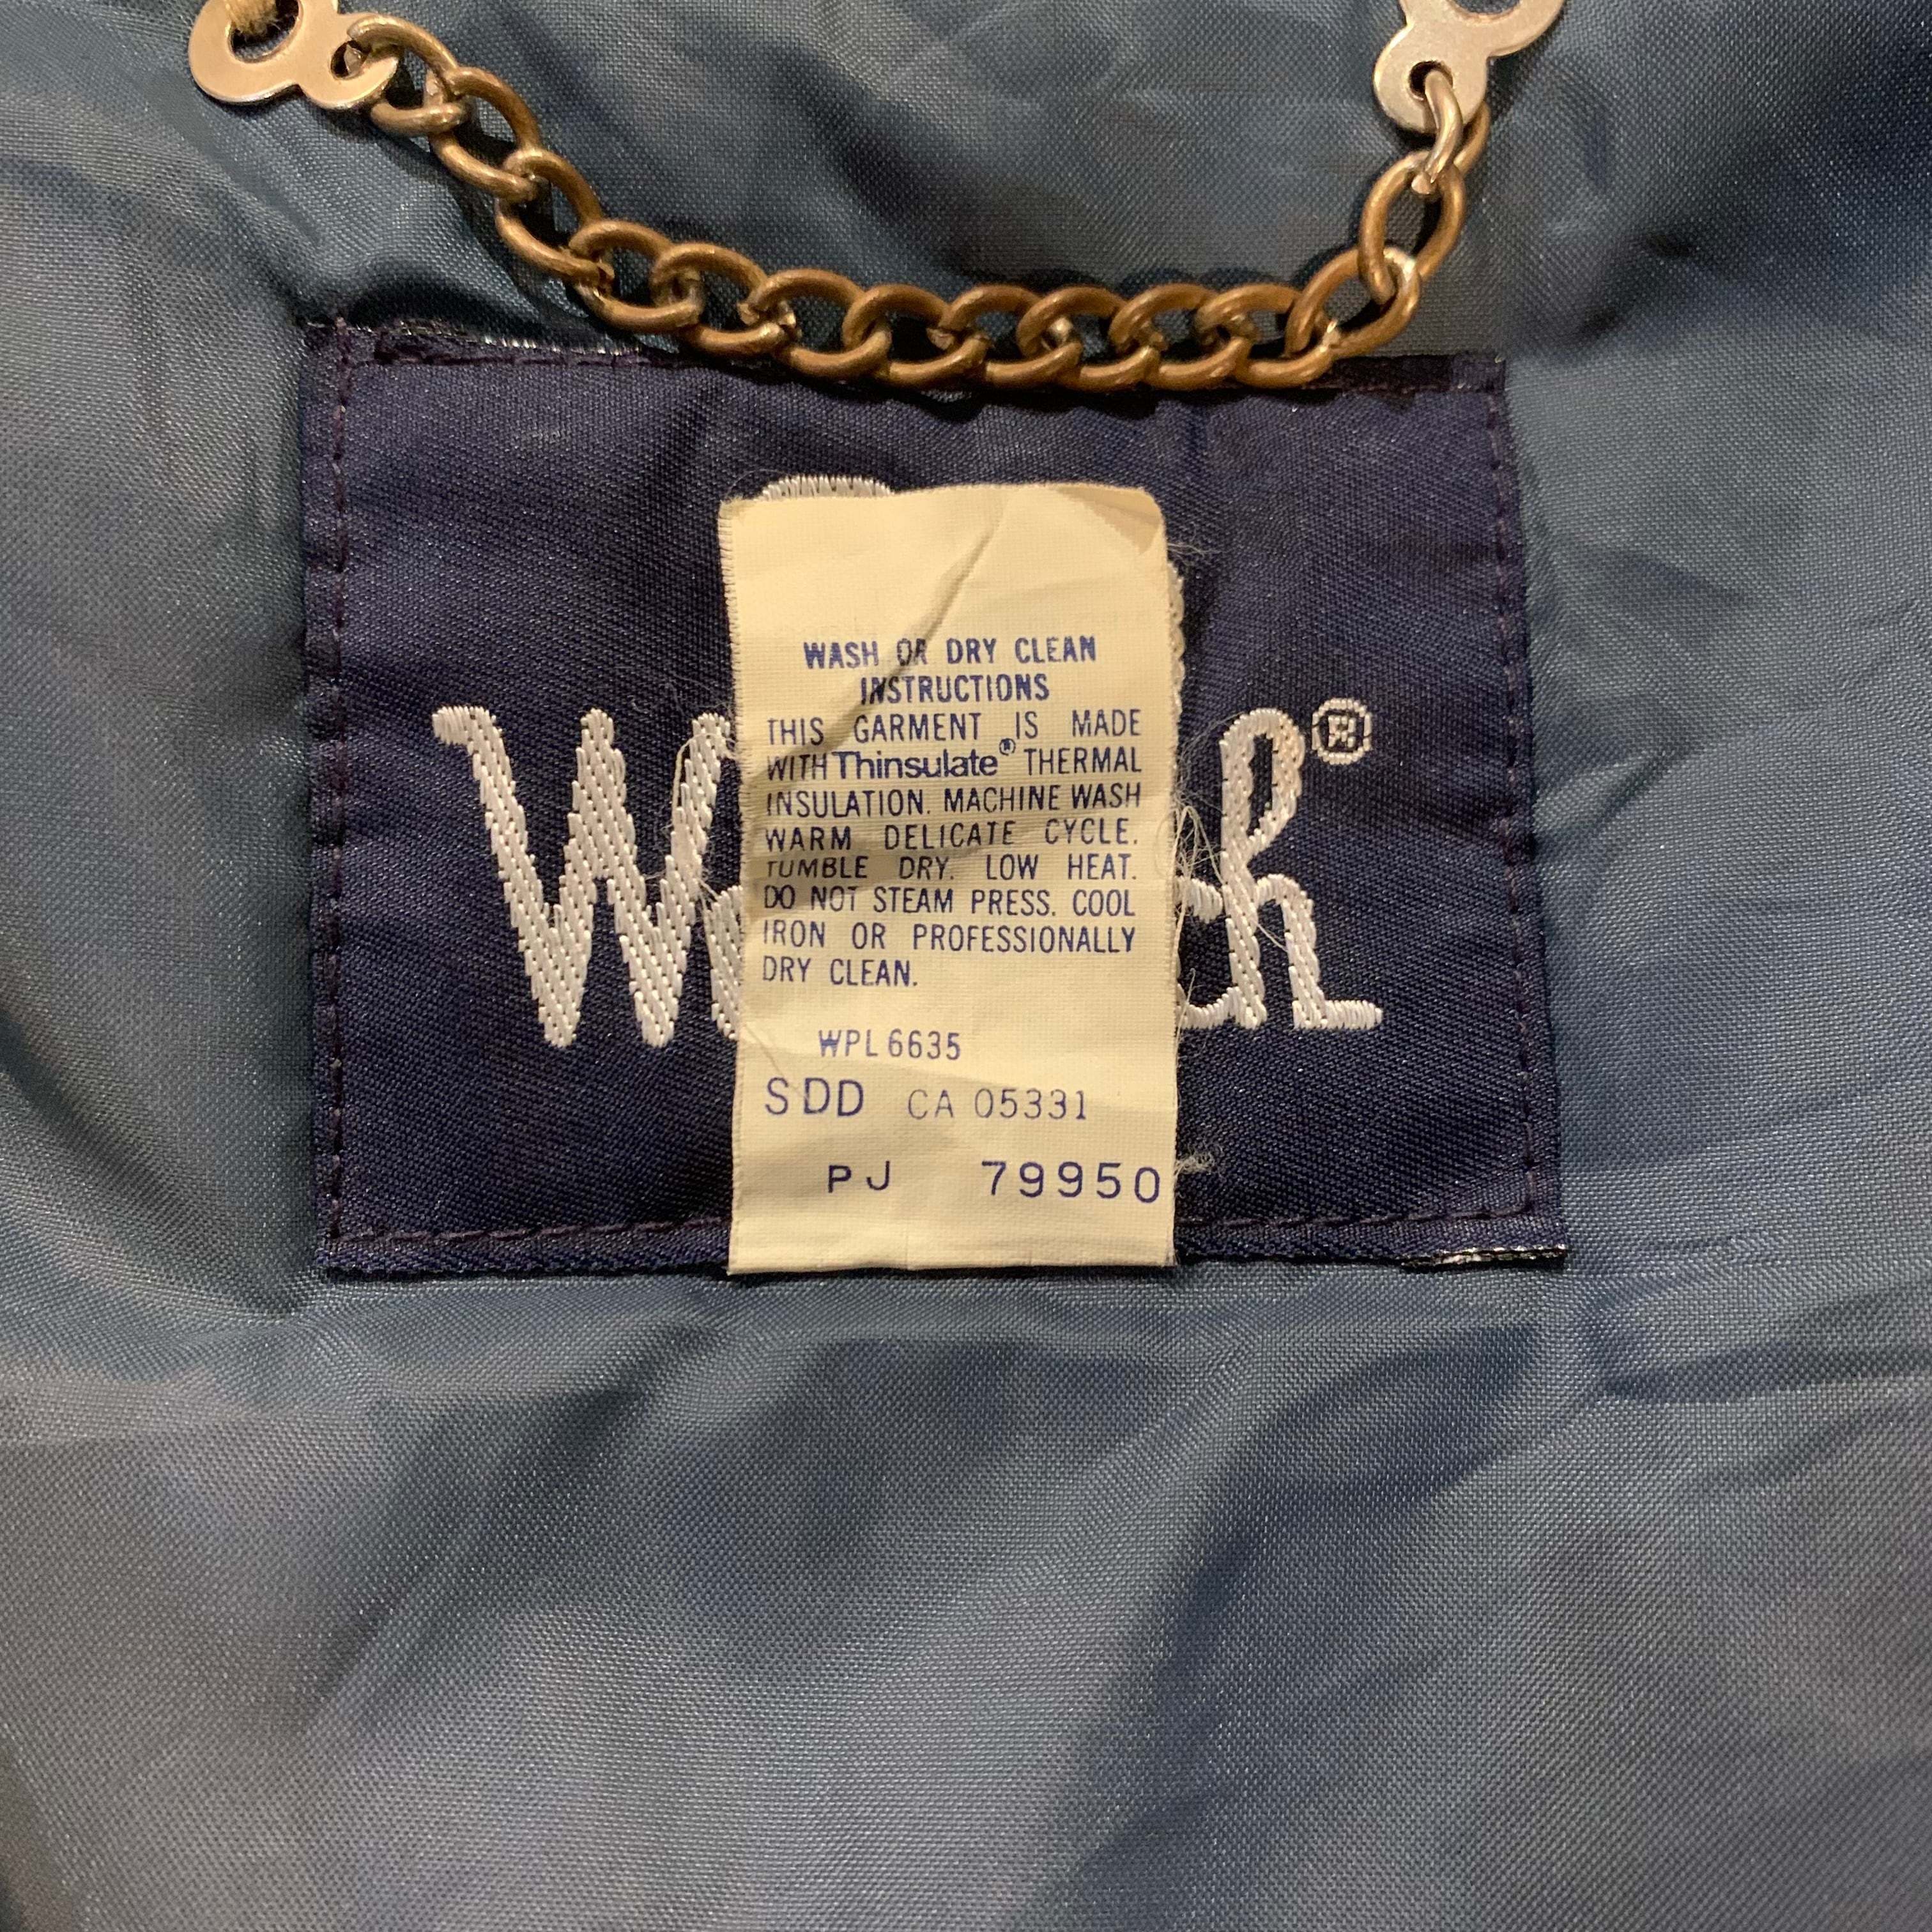 WASH OR DRY CLEAN
INSTRUCTIONS
THIS GARMENT IS MADE
WITH Thinsulate® THERMAL
INSULATION. MACHINE WASH
WARM DELICATE CYCLE.
TUMBLE DRY. LOW HEAT.
DO NOT STEAM PRESS. COOL
IRON OR PROFESSIONALLY
DRY CLEAN.
WPL 6635
SDD CA 05331
PJ 79950
®